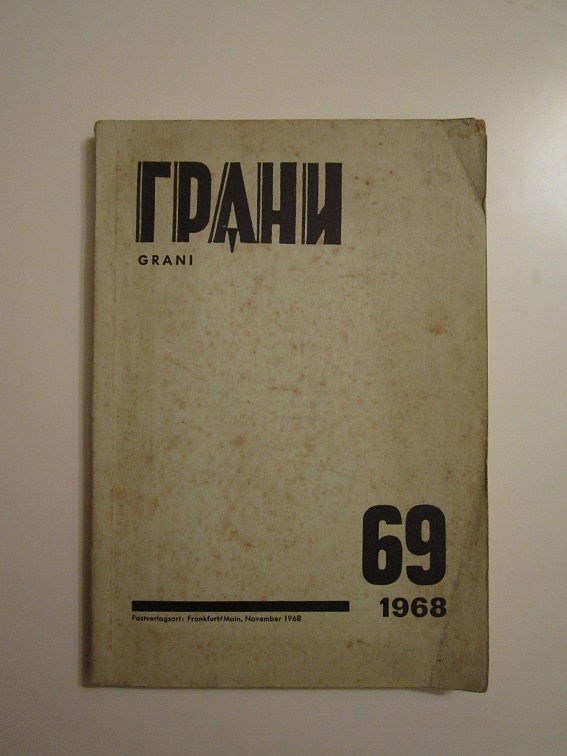 ГРАНИ
GRANI
69
1968
Postverlagsort: Frankfurt/Main, November 1968